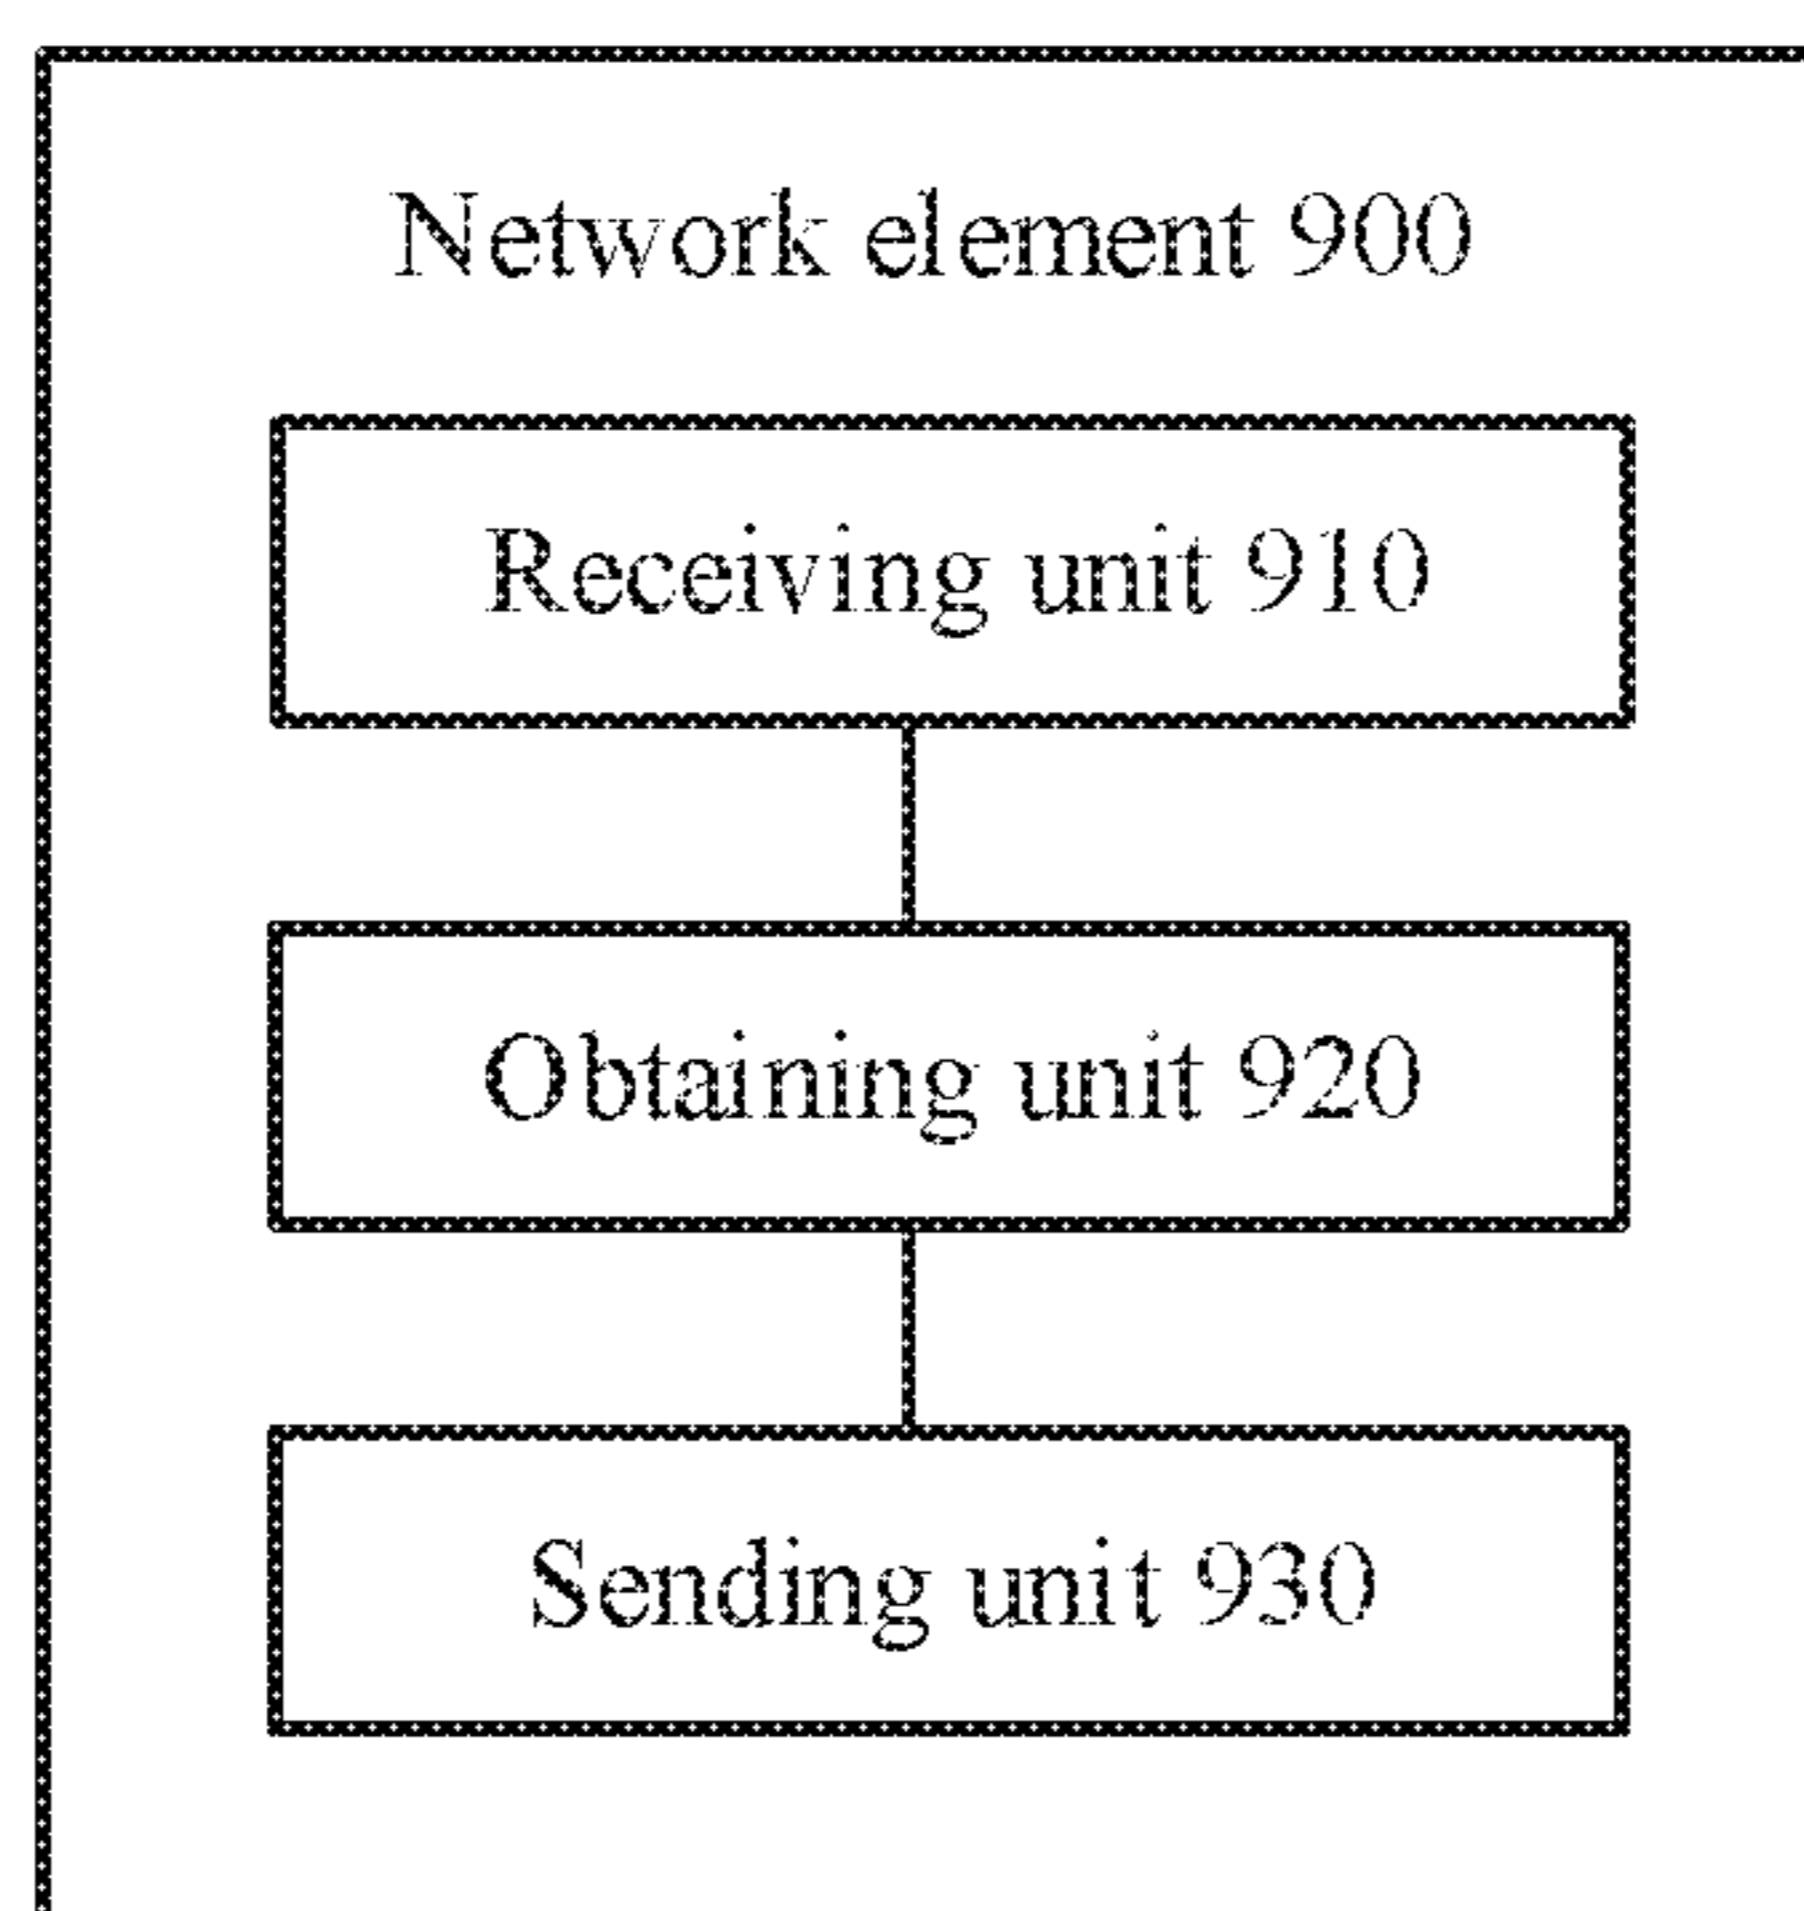 Network element 900
Receiving unit 910
Obtaining unit 920
Sending unit 930